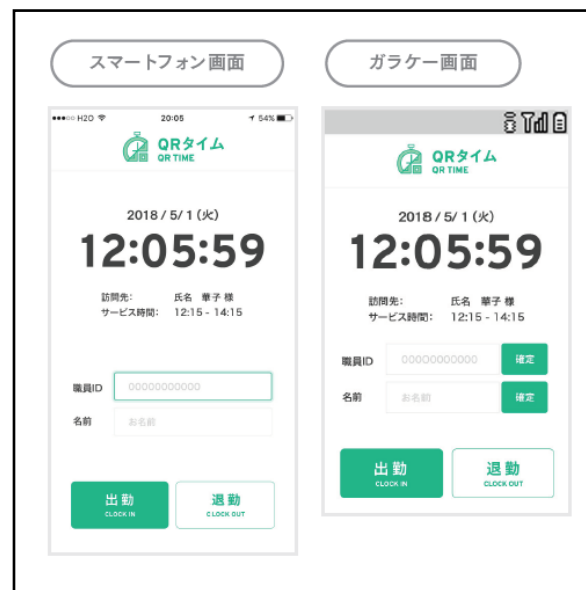 スマートフォン画面
ガラケー画面
H2O
20:05
54%
QRタイム
QR TIME
2018 / 5/ 1 (火)
12:05:59
訪問先: 氏名 華子 様
サービス時間: 12:15 - 14:15
職員ID 00000000000
名前 お名前
出勤
CLOCK IN
退勤
CLOCK OUT
QRタイム
QR TIME
2018 / 5/ 1 (火)
12:05:59
訪問先: 氏名 華子 様
サービス時間: 12:15 - 14:15
職員ID 00000000000 確定
名前 お名前 確定
出勤
CLOCK IN
退勤
CLOCK OUT